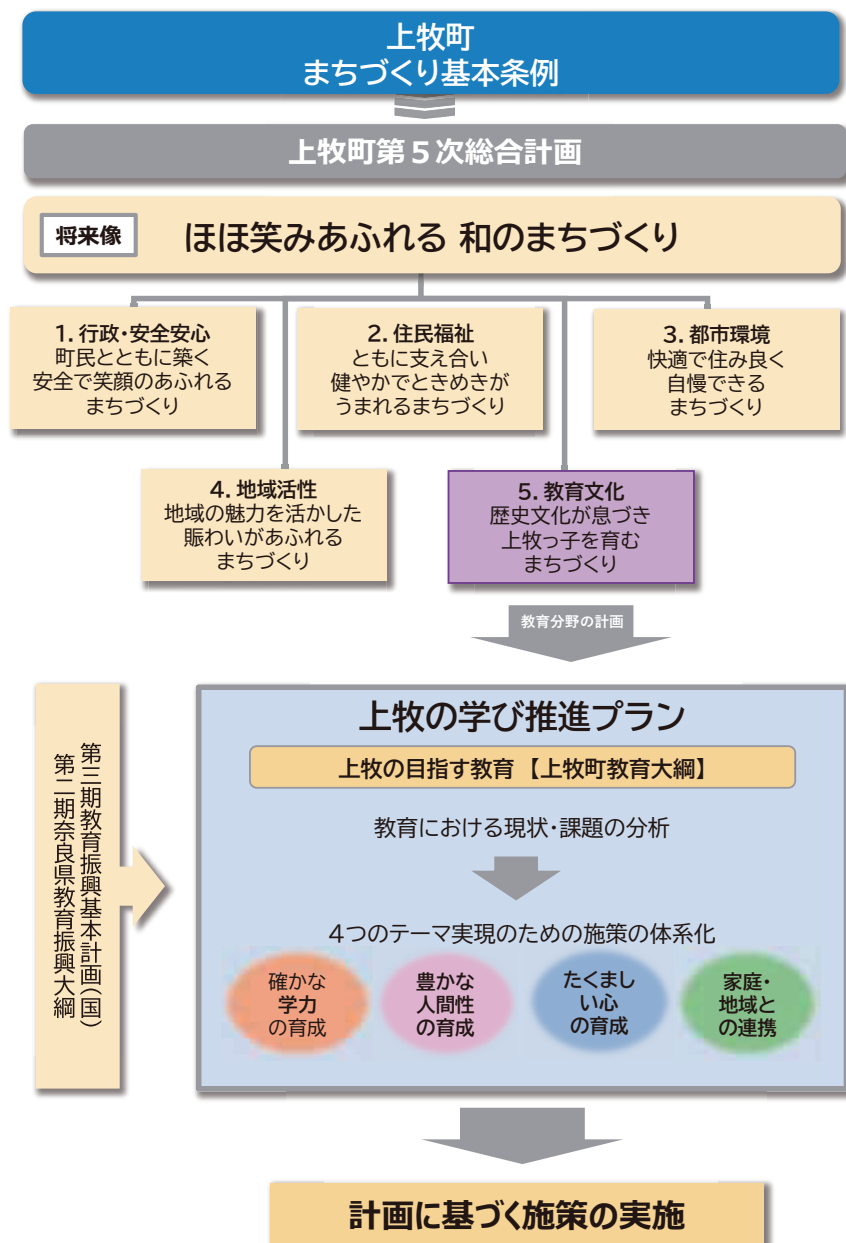 上牧町
まちづくり基本条例
上牧町第5次総合計画
将来像
ほほ笑みあふれる 和のまちづくり
1. 行政・安全安心
町民とともに築く
安全で笑顔のあふれる
まちづくり
2. 住民福祉
ともに支え合い
健やかでときめきが
うまれるまちづくり
3. 都市環境
快適で住み良く
自慢できる
まちづくり
4. 地域活性
地域の魅力を活かした
賑わいがあふれる
まちづくり
5. 教育文化
歴史文化が息づき
上牧っ子を育む
まちづくり
教育分野の計画
第三期教育振興基本計画(国)
第二期奈良県教育振興大綱
上牧の学び推進プラン
上牧の目指す教育 【上牧町教育大綱】
教育における現状・課題の分析
4つのテーマ実現のための施策の体系化
確かな
学力
の育成
豊かな
人間性
の育成
たくまし
い心
の育成
家庭・
地域と
の連携
計画に基づく施策の実施